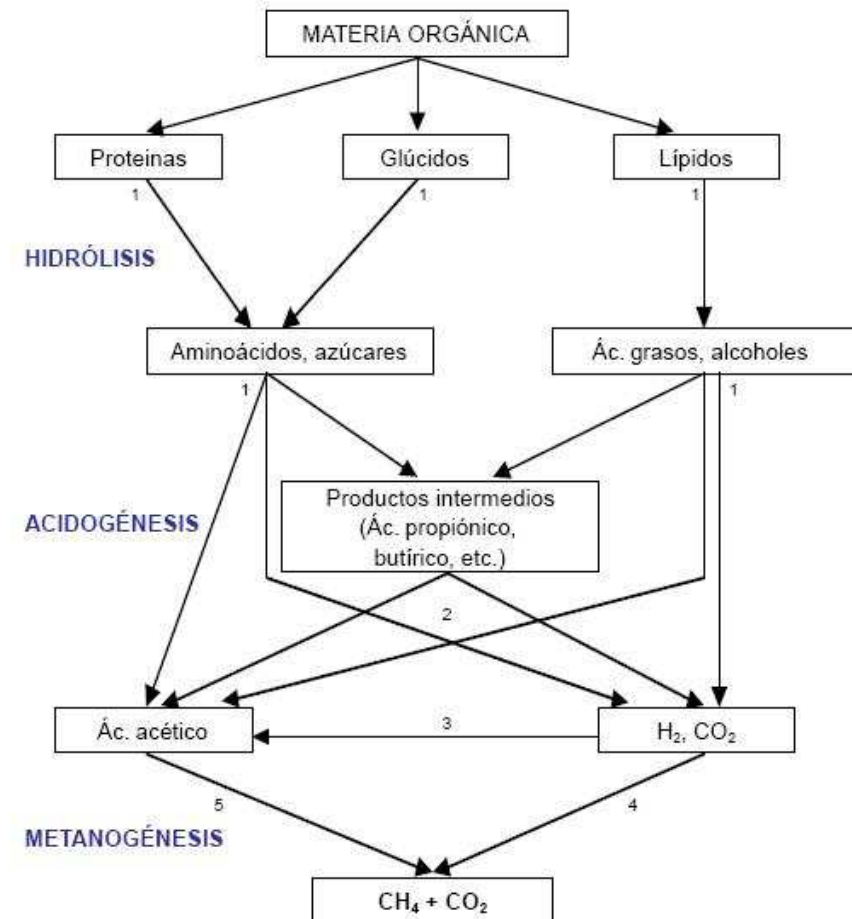 MATERIA ORGÁNICA
Proteinas
Glúcidos
Lípidos
1
1
1
HIDRÓLISIS
Aminoácidos, azúcares
Ác. grasos, alcoholes
1
1
Productos intermedios
(Ác. propiónico,
butírico, etc.)
ACIDOGÉNESIS
2
Ác. acético
3
H₂, CO₂
5
4
METANOGÉNESIS
CH₄ + CO₂